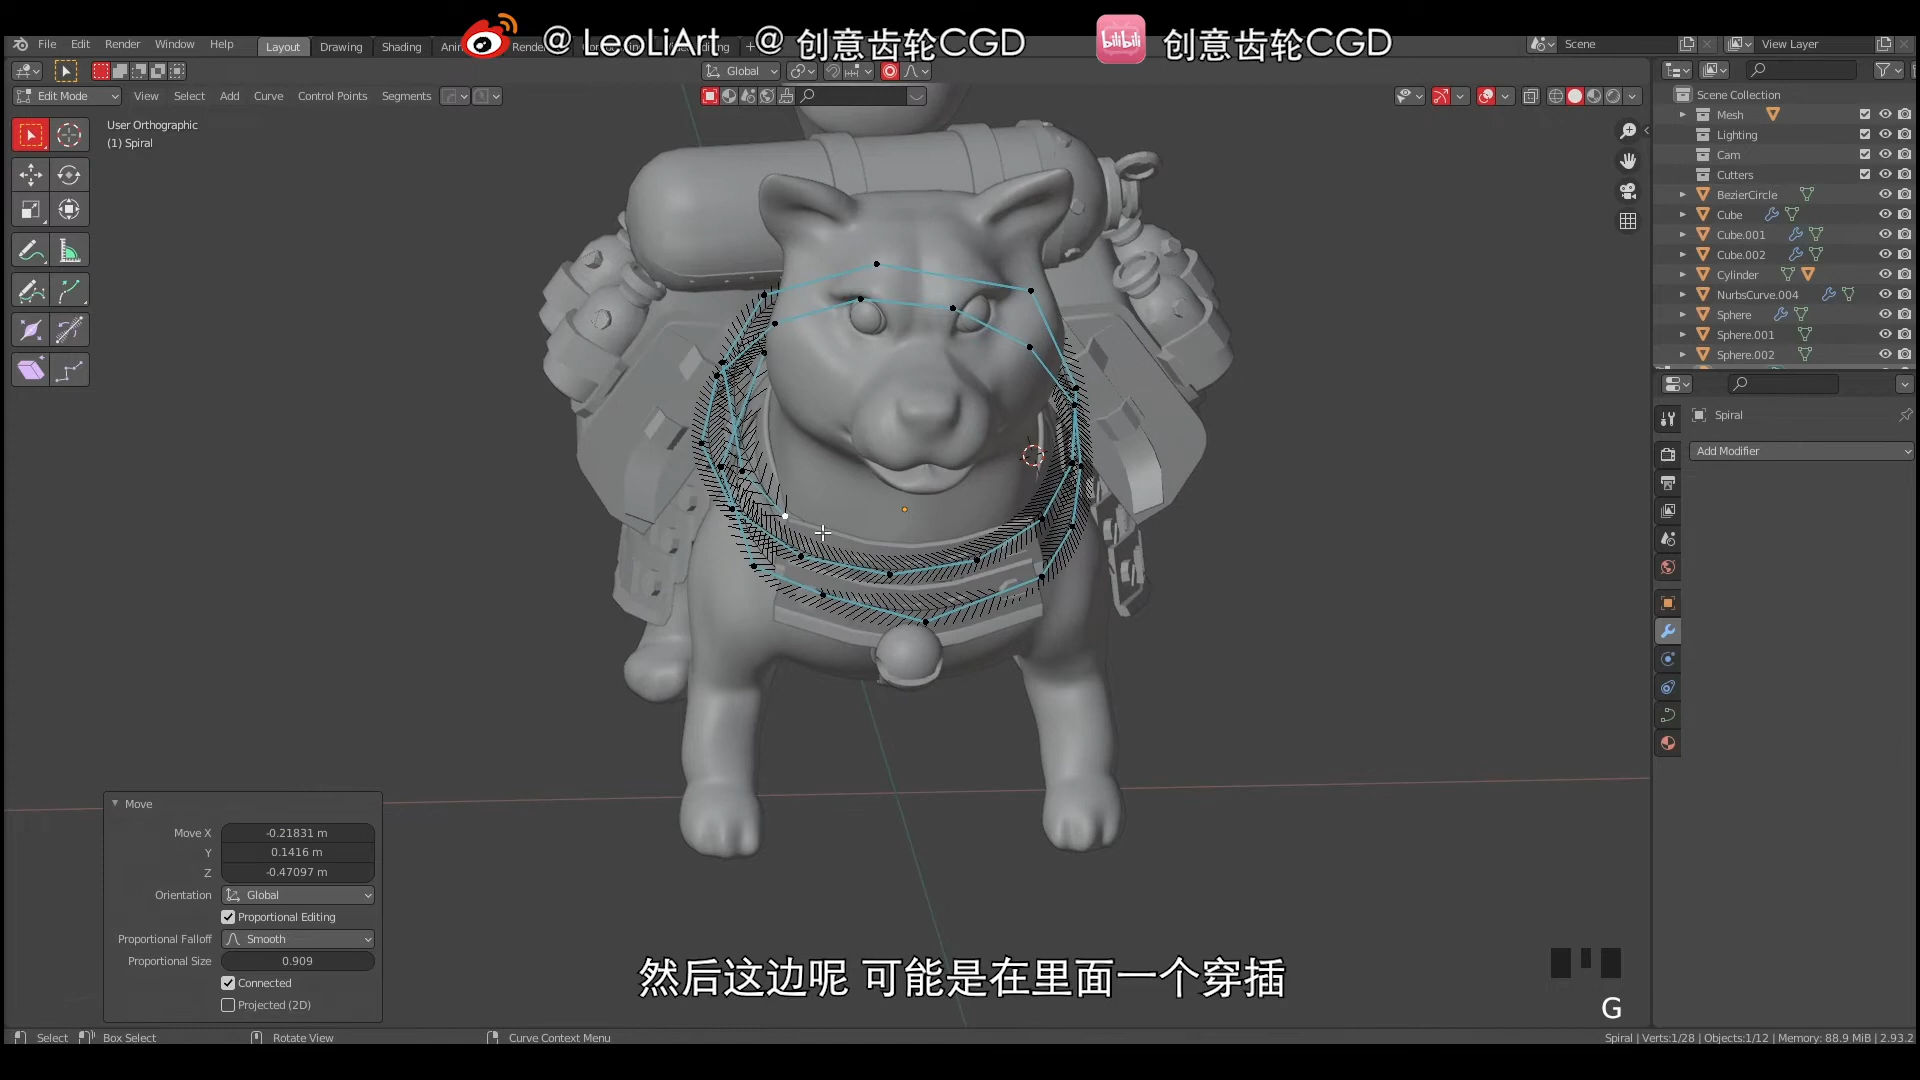 @ LeoLiArt @ 创意齿轮CGD bilibili 创意齿轮CGD
File Edit Render Window Help Layout Drawing Shading Scene View Layer
Global
Edit Mode View Select Add Curve Control Points Segments
User Orthographic
(1) Spiral
Scene Collection
Mesh
Lighting
Cam
Cutters
BezierCircle
Cube
Cube.001
Cube.002
Cylinder
NurbsCurve.004
Sphere
Sphere.001
Sphere.002
Spiral
Add Modifier
Move
Move X -0.21831 m
Y 0.1416 m
Z -0.47097 m
Orientation Global
Proportional Editing
Proportional Falloff Smooth
Proportional Size 0.909
Connected
Projected (2D)
然后这边呢 可能是在里面一个穿插
G
Select Box Select Rotate View Curve Context Menu Spiral | Verts:1/28 | Objects:1/12 | Memory: 88.9 MiB | 2.93.2